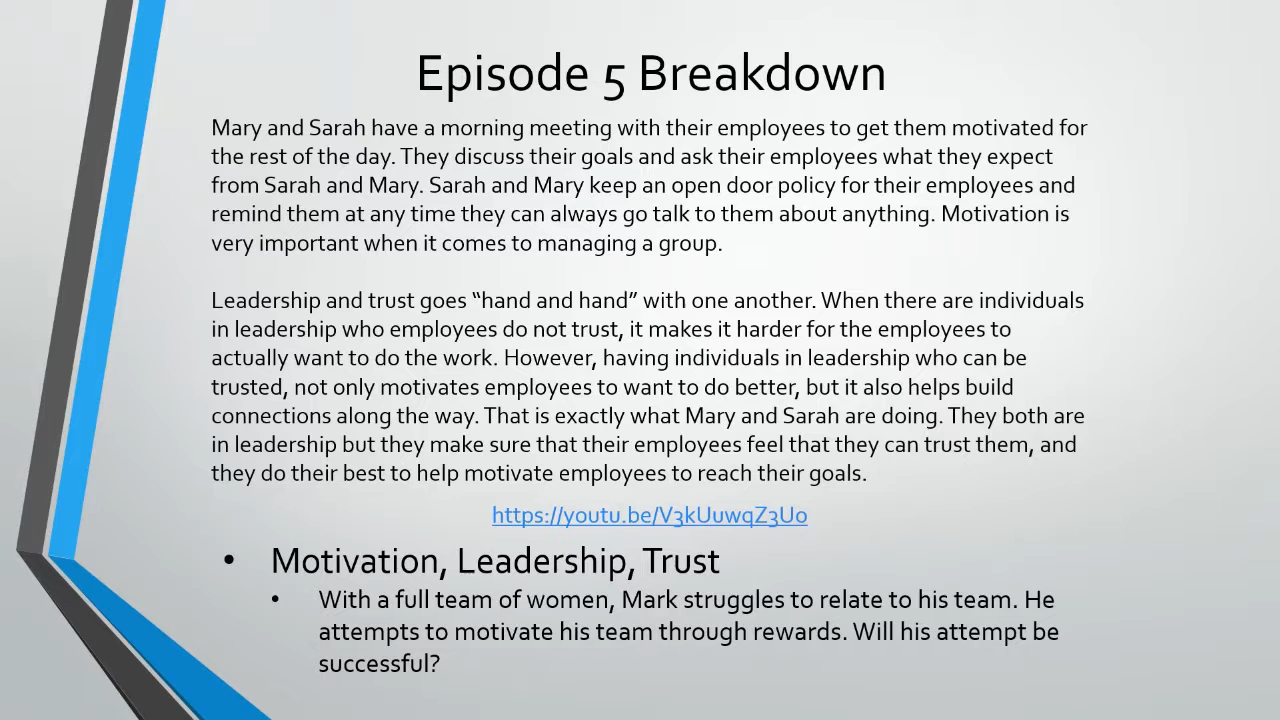 Episode 5 Breakdown
Mary and Sarah have a morning meeting with their employees to get them motivated for
the rest of the day. They discuss their goals and ask their employees what they expect
from Sarah and Mary. Sarah and Mary keep an open door policy for their employees and
remind them at any time they can always go talk to them about anything. Motivation is
very important when it comes to managing a group.
Leadership and trust goes “hand and hand” with one another. When there are individuals
in leadership who employees do not trust, it makes it harder for the employees to
actually want to do the work. However, having individuals in leadership who can be
trusted, not only motivates employees to want to do better, but it also helps build
connections along the way. That is exactly what Mary and Sarah are doing. They both are
in leadership but they make sure that their employees feel that they can trust them, and
they do their best to help motivate employees to reach their goals.
https://youtu.be/V3kUuwqZ3Uo
• Motivation, Leadership, Trust
• With a full team of women, Mark struggles to relate to his team. He
attempts to motivate his team through rewards. Will his attempt be
successful?